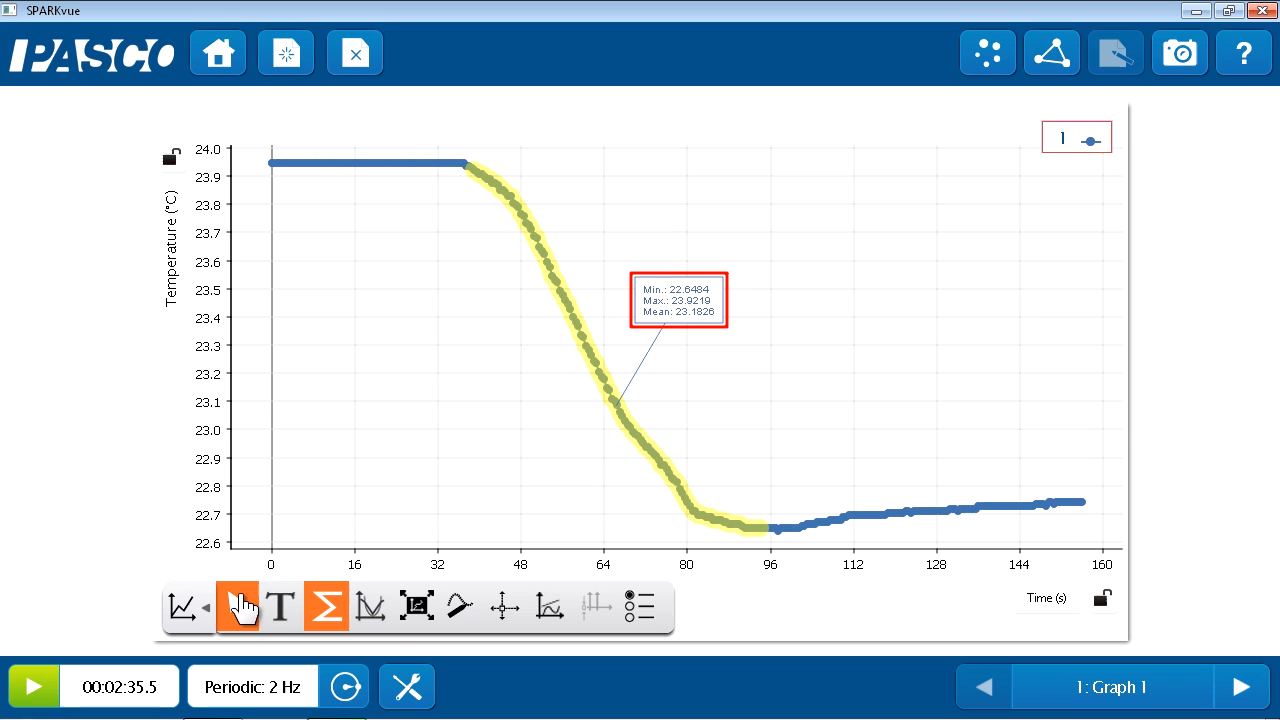 SPARKvue
PASCO
?
1
24.0
23.9
23.8
23.7
23.6
23.5
23.4
23.3
23.2
23.1
23.0
22.9
22.8
22.7
22.6
Temperature (°C)
Min.: 22.6484
Max.: 23.9219
Mean: 23.1826
0 16 32 48 64 80 96 112 128 144 160
Time (s)
T Σ
00:02:35.5 Periodic: 2 Hz 1: Graph 1